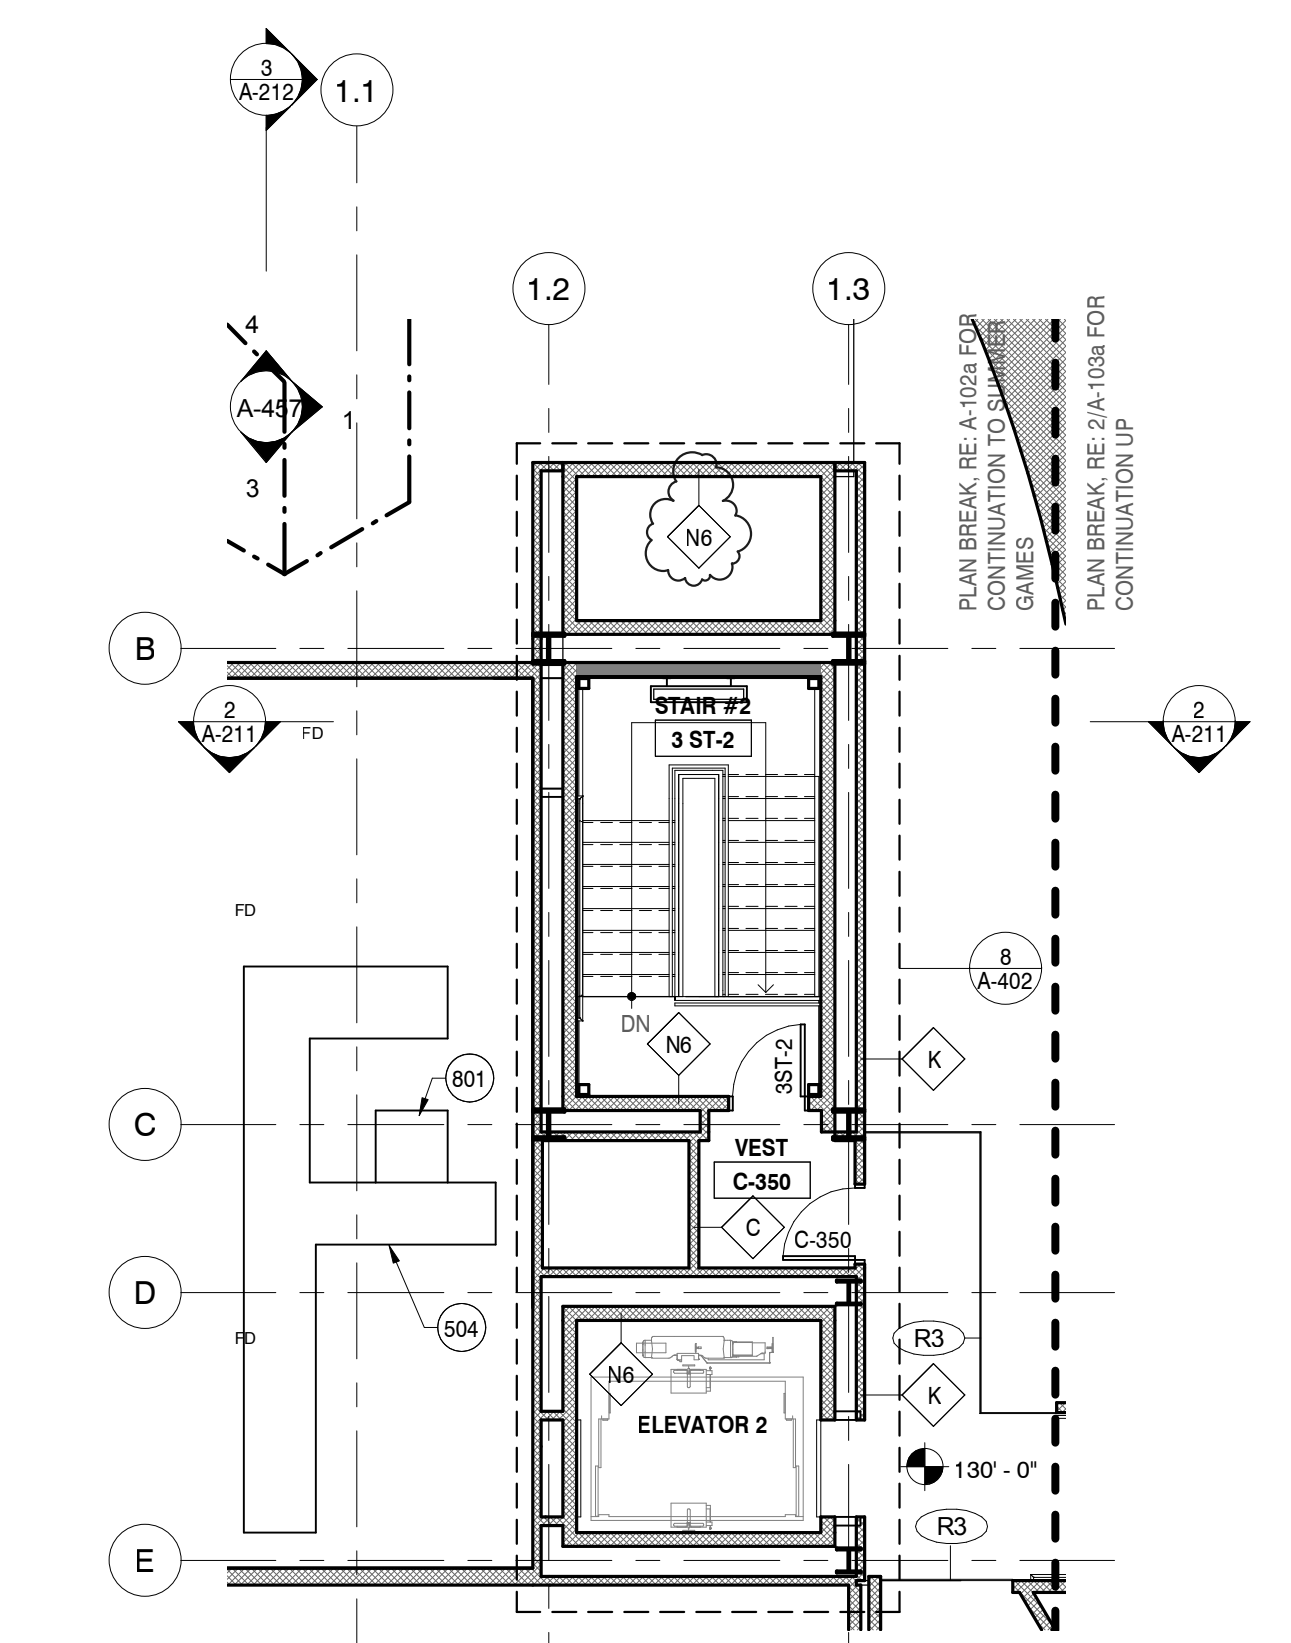 3
A-212
1.1
1.2
1.3
4
A-457
1
3
PLAN BREAK, RE: A-102a FOR
CONTINUATION TO SUMMER
GAMES
PLAN BREAK, RE: 2/A-103a FOR
CONTINUATION UP
N6
B
2
A-211
FD
STAIR #2
3 ST-2
2
A-211
FD
8
A-402
DN
N6
3ST-2
K
801
C
VEST
C-350
C
C-350
D
504
FD
R3
N6
K
ELEVATOR 2
130' - 0"
R3
E